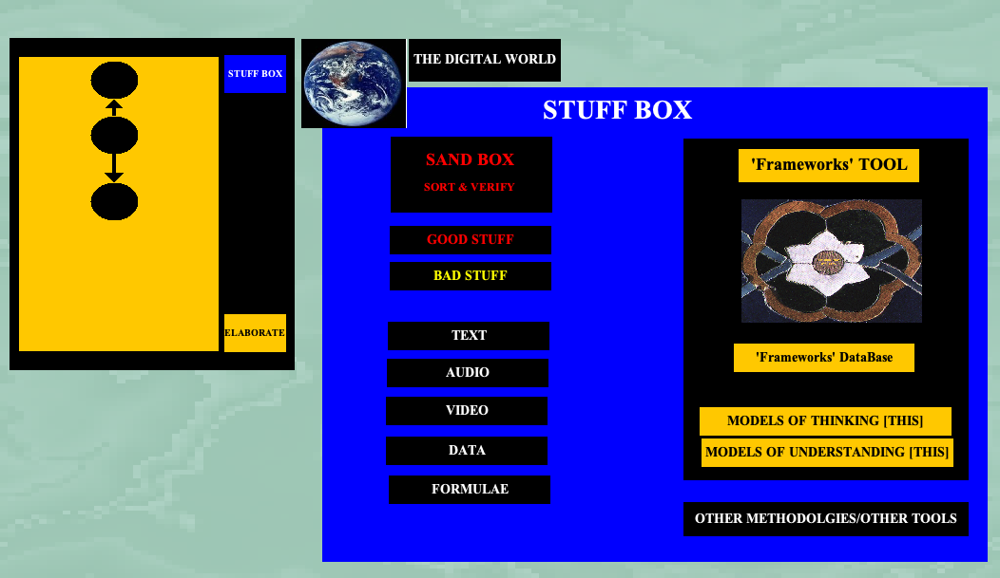 STUFF BOX
ELABORATE
THE DIGITAL WORLD
STUFF BOX
SAND BOX
SORT & VERIFY
GOOD STUFF
BAD STUFF
TEXT
AUDIO
VIDEO
DATA
FORMULAE
'Frameworks' TOOL
'Frameworks' DataBase
MODELS OF THINKING [THIS]
MODELS OF UNDERSTANDING [THIS]
OTHER METHODOLGIES/OTHER TOOLS